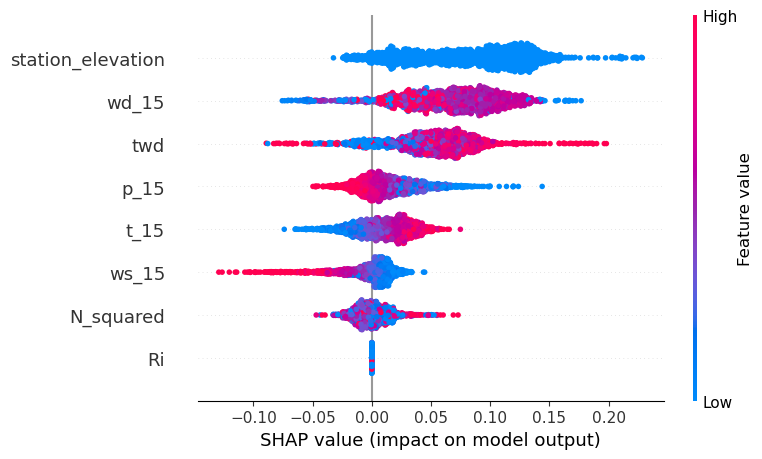 High
station_elevation
wd_15
twd
p_15
t_15
ws_15
N_squared
Ri
Feature value
Low
−0.10 −0.05 0.00 0.05 0.10 0.15 0.20
SHAP value (impact on model output)